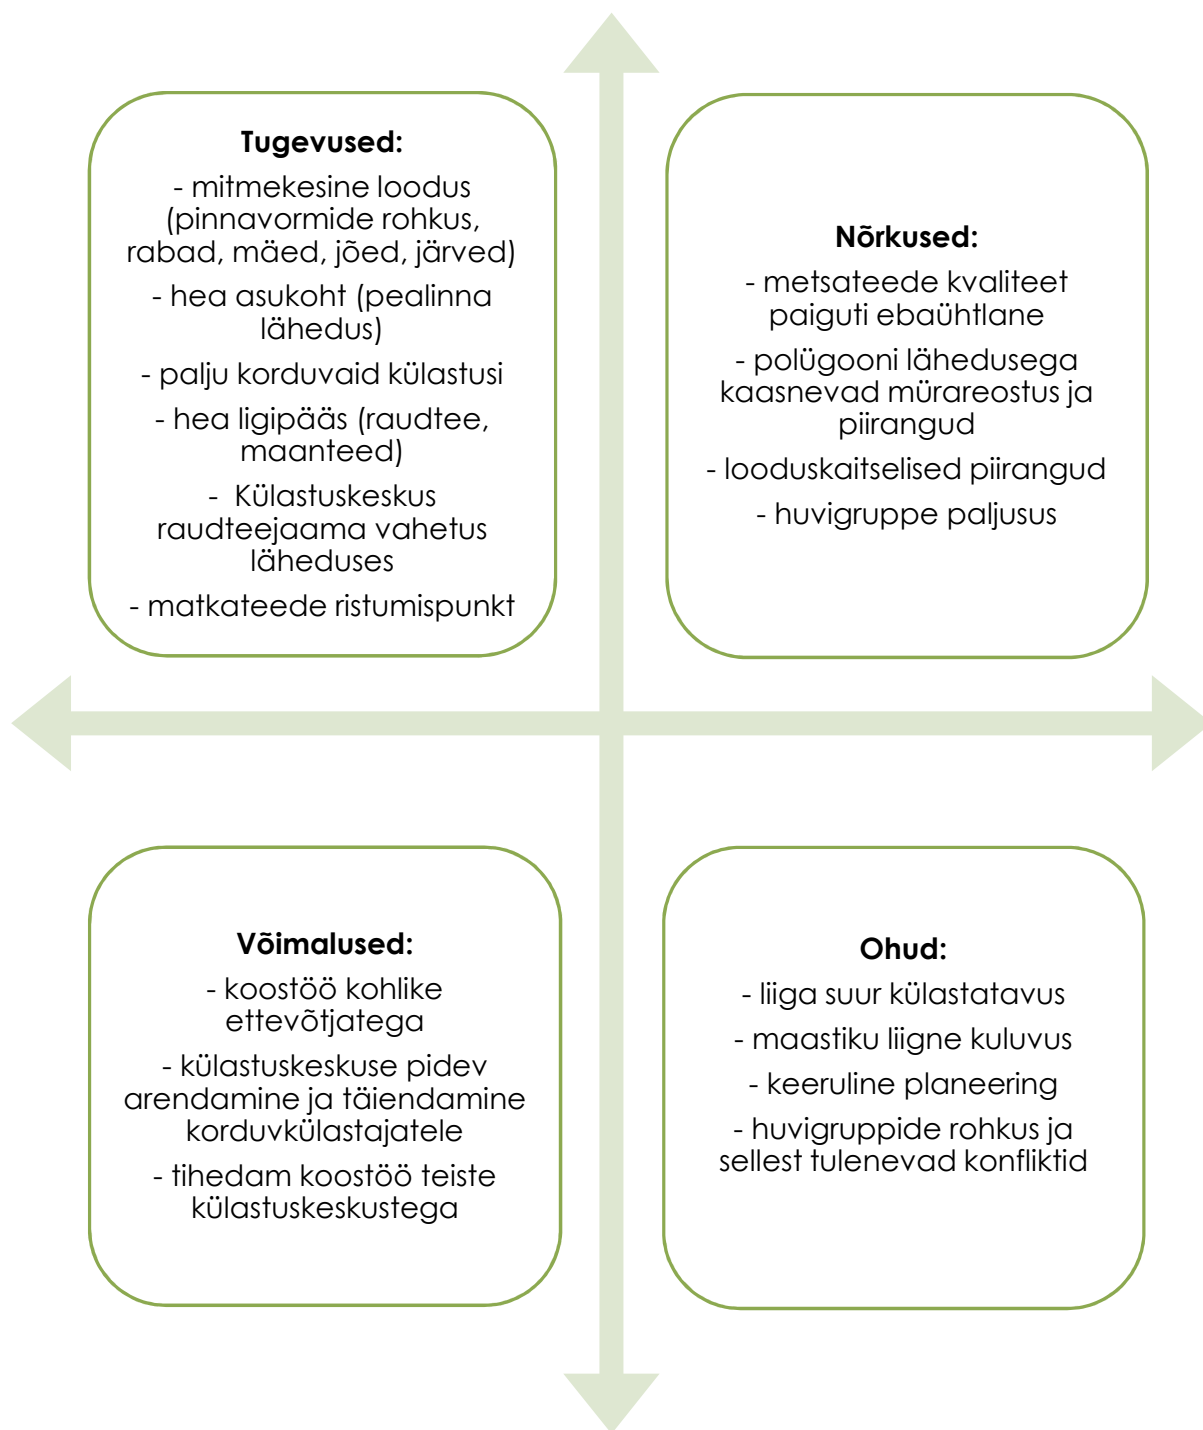 Tugevused:
- mitmekesine loodus
(pinnavormide rohkus,
rabad, mäed, jõed, järved)
- hea asukoht (pealinna
lähedus)
- palju korduvaid külastusi
- hea ligipääs (raudtee,
maanteed)
- Külastuskeskus
raudteejaama vahetus
läheduses
- matkateede ristumispunkt
Nõrkused:
- metsateede kvaliteet
paiguti ebaühtlane
- polügooni lähedusega
kaasnevad mürareostus ja
piirangud
- looduskaitselised piirangud
- huvigruppe paljusus
Võimalused:
- koostöö kohlike
ettevõtjatega
- külastuskeskuse pidev
arendamine ja täiendamine
korduvkülastajatele
- tihedam koostöö teiste
külastuskeskustega
Ohud:
- liiga suur külastatavus
- maastiku liigne kuluvus
- keeruline planeering
- huvigruppide rohkus ja
sellest tulenevad konfliktid